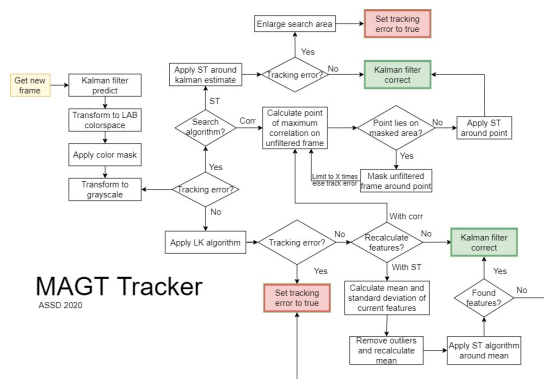 Enlarge search area
Set tracking
error to true
Yes
Get new
frame
Kalman filter
predict
Apply ST around
kalman estimate
Tracking error?
No
Kalman filter
correct
ST
Transform to LAB
colorspace
Search
algorithm?
Corr
Calculate point
of maximum
correlation on
unfiltered frame
Point lies on
masked area?
No
Apply ST
around point
Apply color mask
Yes
Yes
Limit to X times
else track error
Mask unfiltered
frame around point
Transform to
grayscale
Tracking error?
No
With corr
Apply LK algorithm
Tracking error?
No
Recalculate
features?
No
Kalman filter
correct
Yes
With ST
Yes
MAGT Tracker
ASSD 2020
Set tracking
error to true
Calculate mean and
standard deviation of
current features
Found
features?
No
Remove outliers
and recalculate
mean
Apply ST algorithm
around mean